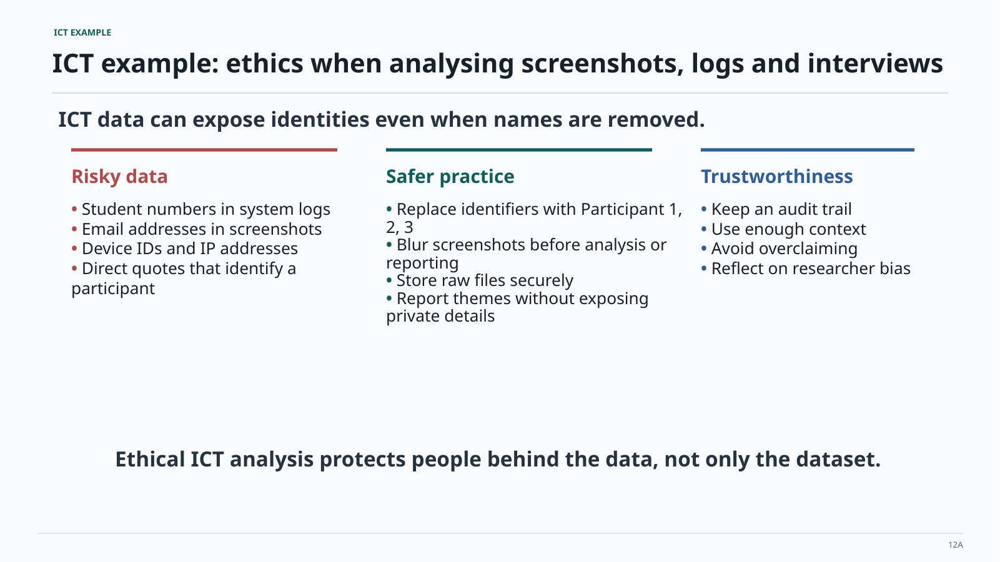 ICT EXAMPLE
ICT example: ethics when analysing screenshots, logs and interviews
ICT data can expose identities even when names are removed.
Risky data
• Student numbers in system logs
• Email addresses in screenshots
• Device IDs and IP addresses
• Direct quotes that identify a
participant
Safer practice
• Replace identifiers with Participant 1,
2, 3
• Blur screenshots before analysis or
reporting
• Store raw files securely
• Report themes without exposing
private details
Trustworthiness
• Keep an audit trail
• Use enough context
• Avoid overclaiming
• Reflect on researcher bias
Ethical ICT analysis protects people behind the data, not only the dataset.
12A